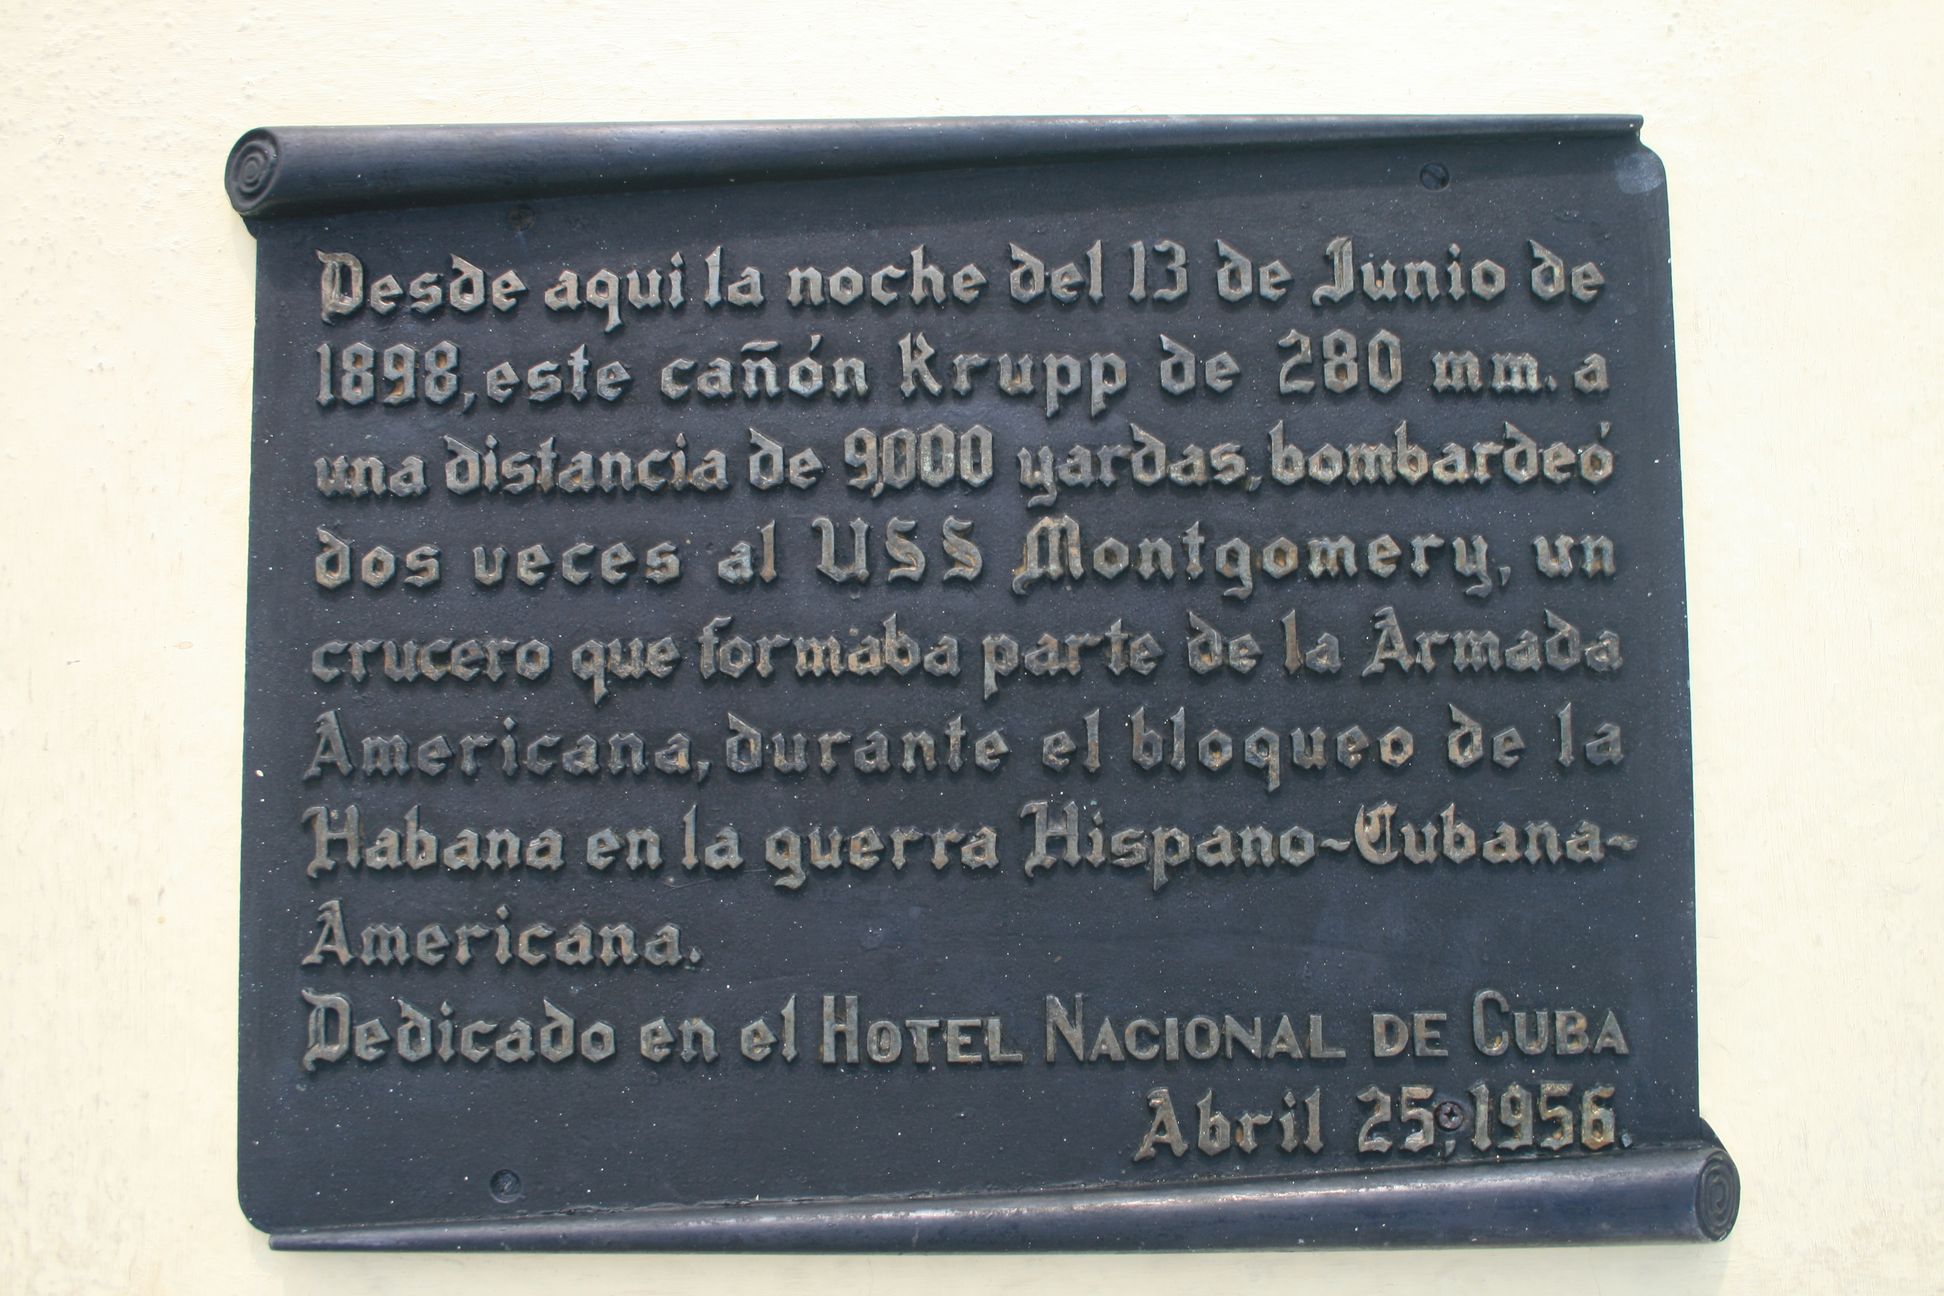 Desde aqui la noche del 13 de Junio de
1898, este cañón Krupp de 280 mm. a
una distancia de 9,000 yardas, bombardeó
dos veces al USS Montgomery, un
crucero que formaba parte de la Armada
Americana, durante el bloqueo de la
Habana en la guerra Hispano-Cubana-
Americana.
Dedicado en el HOTEL NACIONAL DE CUBA
Abril 25, 1956.